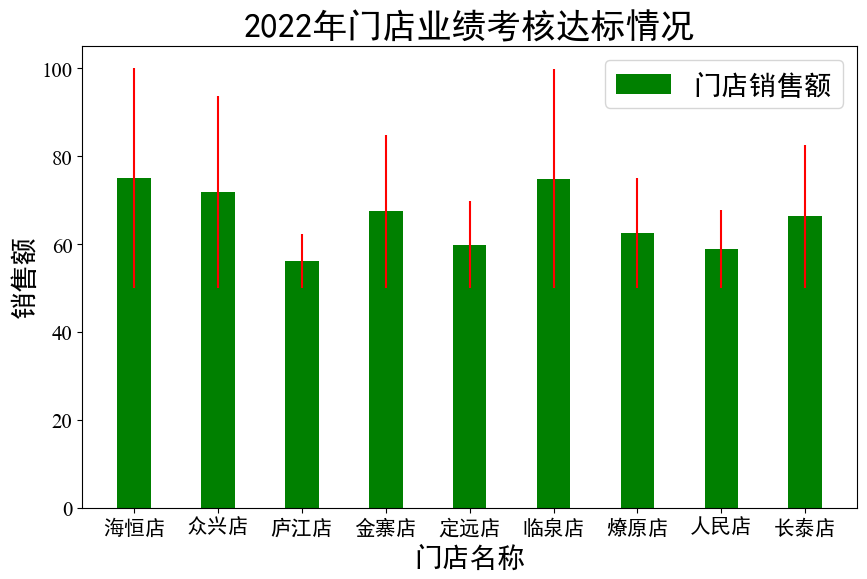 2022年门店业绩考核达标情况
门店销售额
销售额
100
80
60
40
20
0
海恒店 众兴店 庐江店 金寨店 定远店 临泉店 燎原店 人民店 长泰店
门店名称